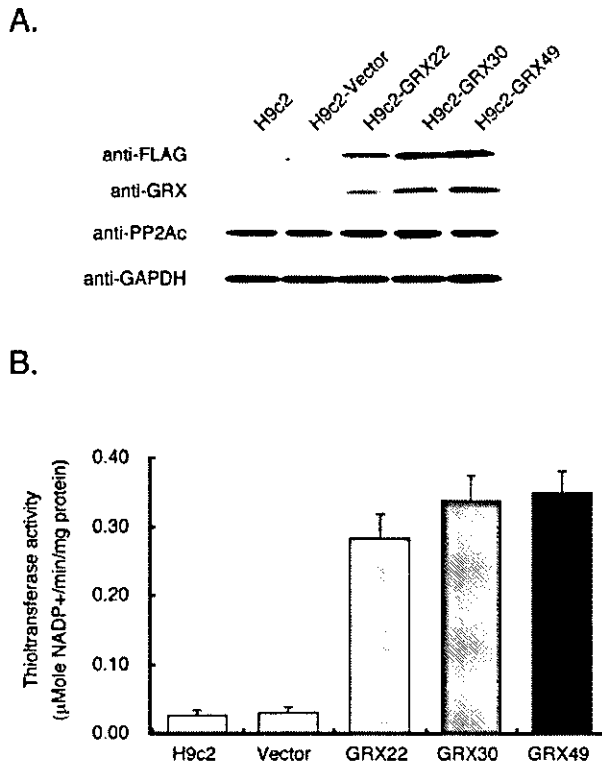 A.
H9c2
H9c2-Vector
H9c2-GRX22
H9c2-GRX30
H9c2-GRX49
anti-FLAG
anti-GRX
anti-PP2Ac
anti-GAPDH
B.
Thioltransferase activity
(μMole NADP+/min/mg protein)
0.40
0.30
0.20
0.10
0.00
H9c2
Vector
GRX22
GRX30
GRX49